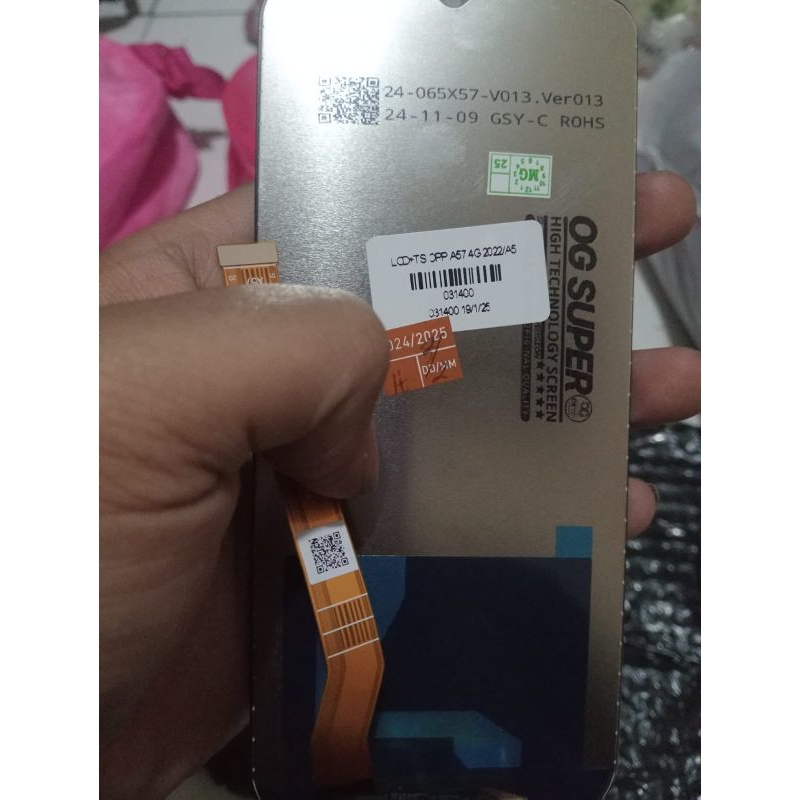 24-065X57-V013.Ver013
24-11-09 GSY-C ROHS
25
MG
LCD+TS OPP A57 4G 2022/A5
031400
031400 19/1/25
024/2025
DD/MM
OG SUPER
HIGH TECHNOLOGY SCREEN